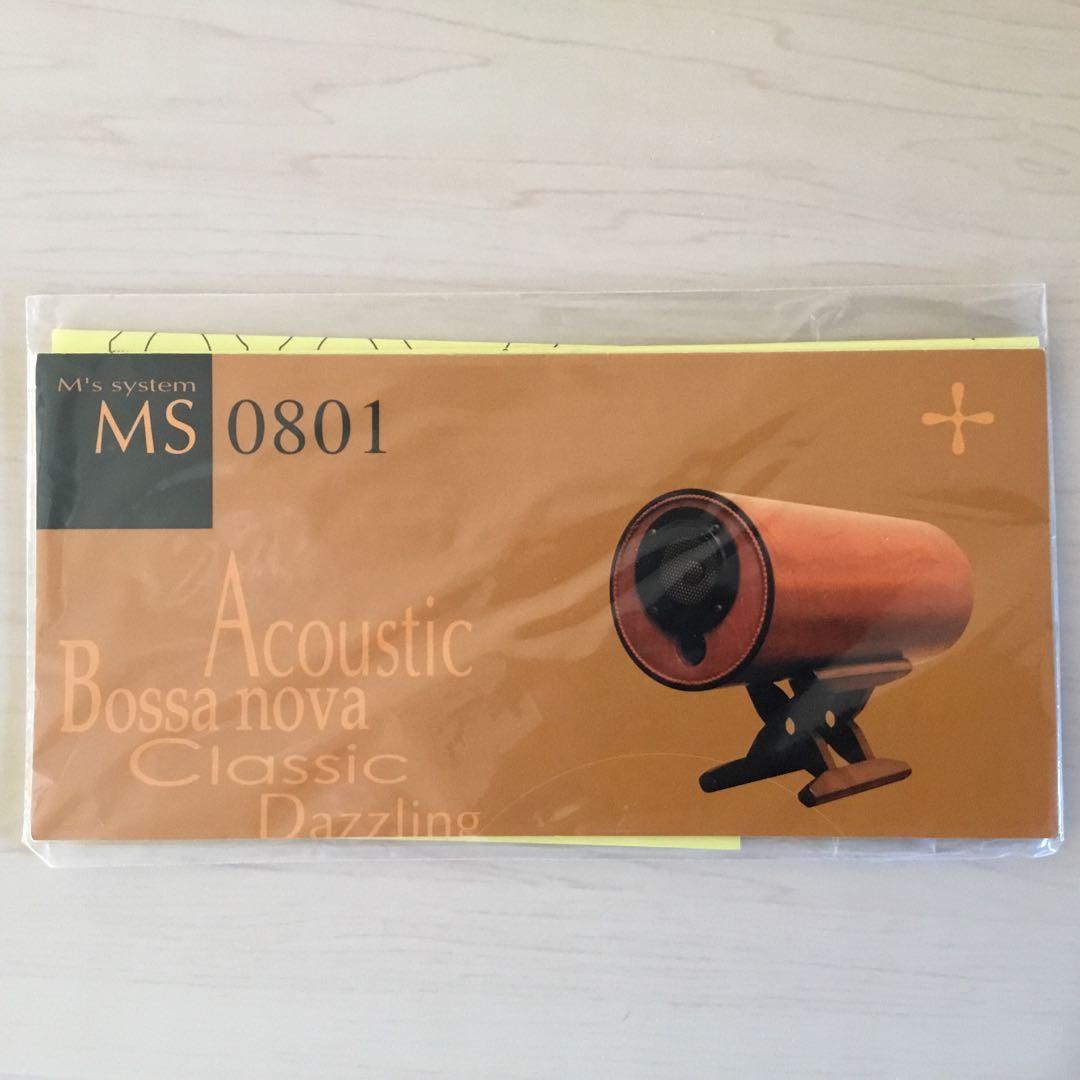 M's system
MS 0801
Acoustic
Bossa nova
Classic
Dazzling